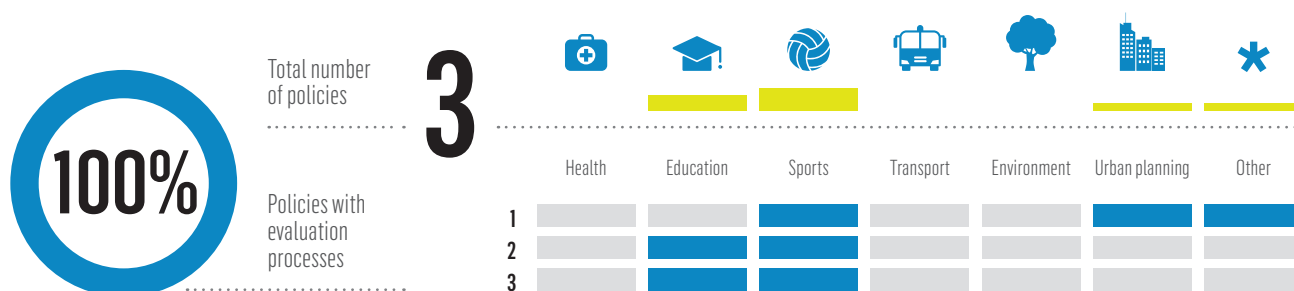 100%
Total number
of policies
3
Policies with
evaluation
processes
Health Education Sports Transport Environment Urban planning Other
1
2
3